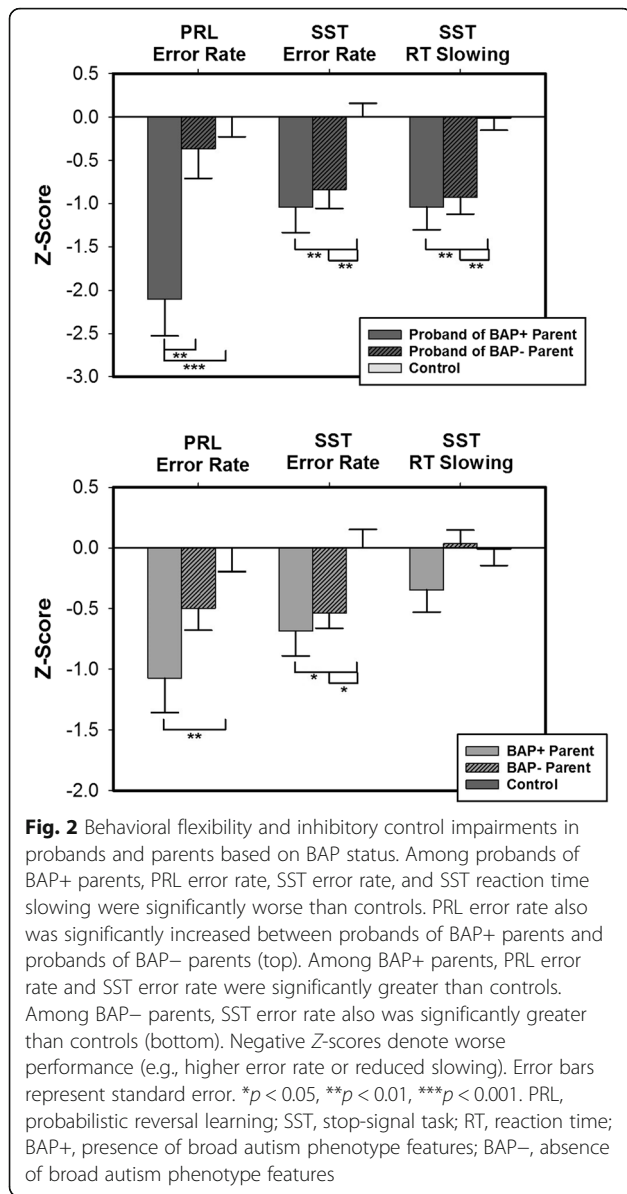 PRL
Error Rate
SST
Error Rate
SST
RT Slowing
0.5
0.0
-0.5
-1.0
-1.5
-2.0
-2.5
-3.0
Z-Score
**
***
**
**
**
**
Proband of BAP+ Parent
Proband of BAP- Parent
Control
PRL
Error Rate
SST
Error Rate
SST
RT Slowing
0.5
0.0
-0.5
-1.0
-1.5
-2.0
Z-Score
**
*
*
BAP+ Parent
BAP- Parent
Control
Fig. 2 Behavioral flexibility and inhibitory control impairments in
probands and parents based on BAP status. Among probands of
BAP+ parents, PRL error rate, SST error rate, and SST reaction time
slowing were significantly worse than controls. PRL error rate also
was significantly increased between probands of BAP+ parents and
probands of BAP− parents (top). Among BAP+ parents, PRL error
rate and SST error rate were significantly greater than controls.
Among BAP− parents, SST error rate also was significantly greater
than controls (bottom). Negative Z-scores denote worse
performance (e.g., higher error rate or reduced slowing). Error bars
represent standard error. *p < 0.05, **p < 0.01, ***p < 0.001. PRL,
probabilistic reversal learning; SST, stop-signal task; RT, reaction time;
BAP+, presence of broad autism phenotype features; BAP−, absence
of broad autism phenotype features